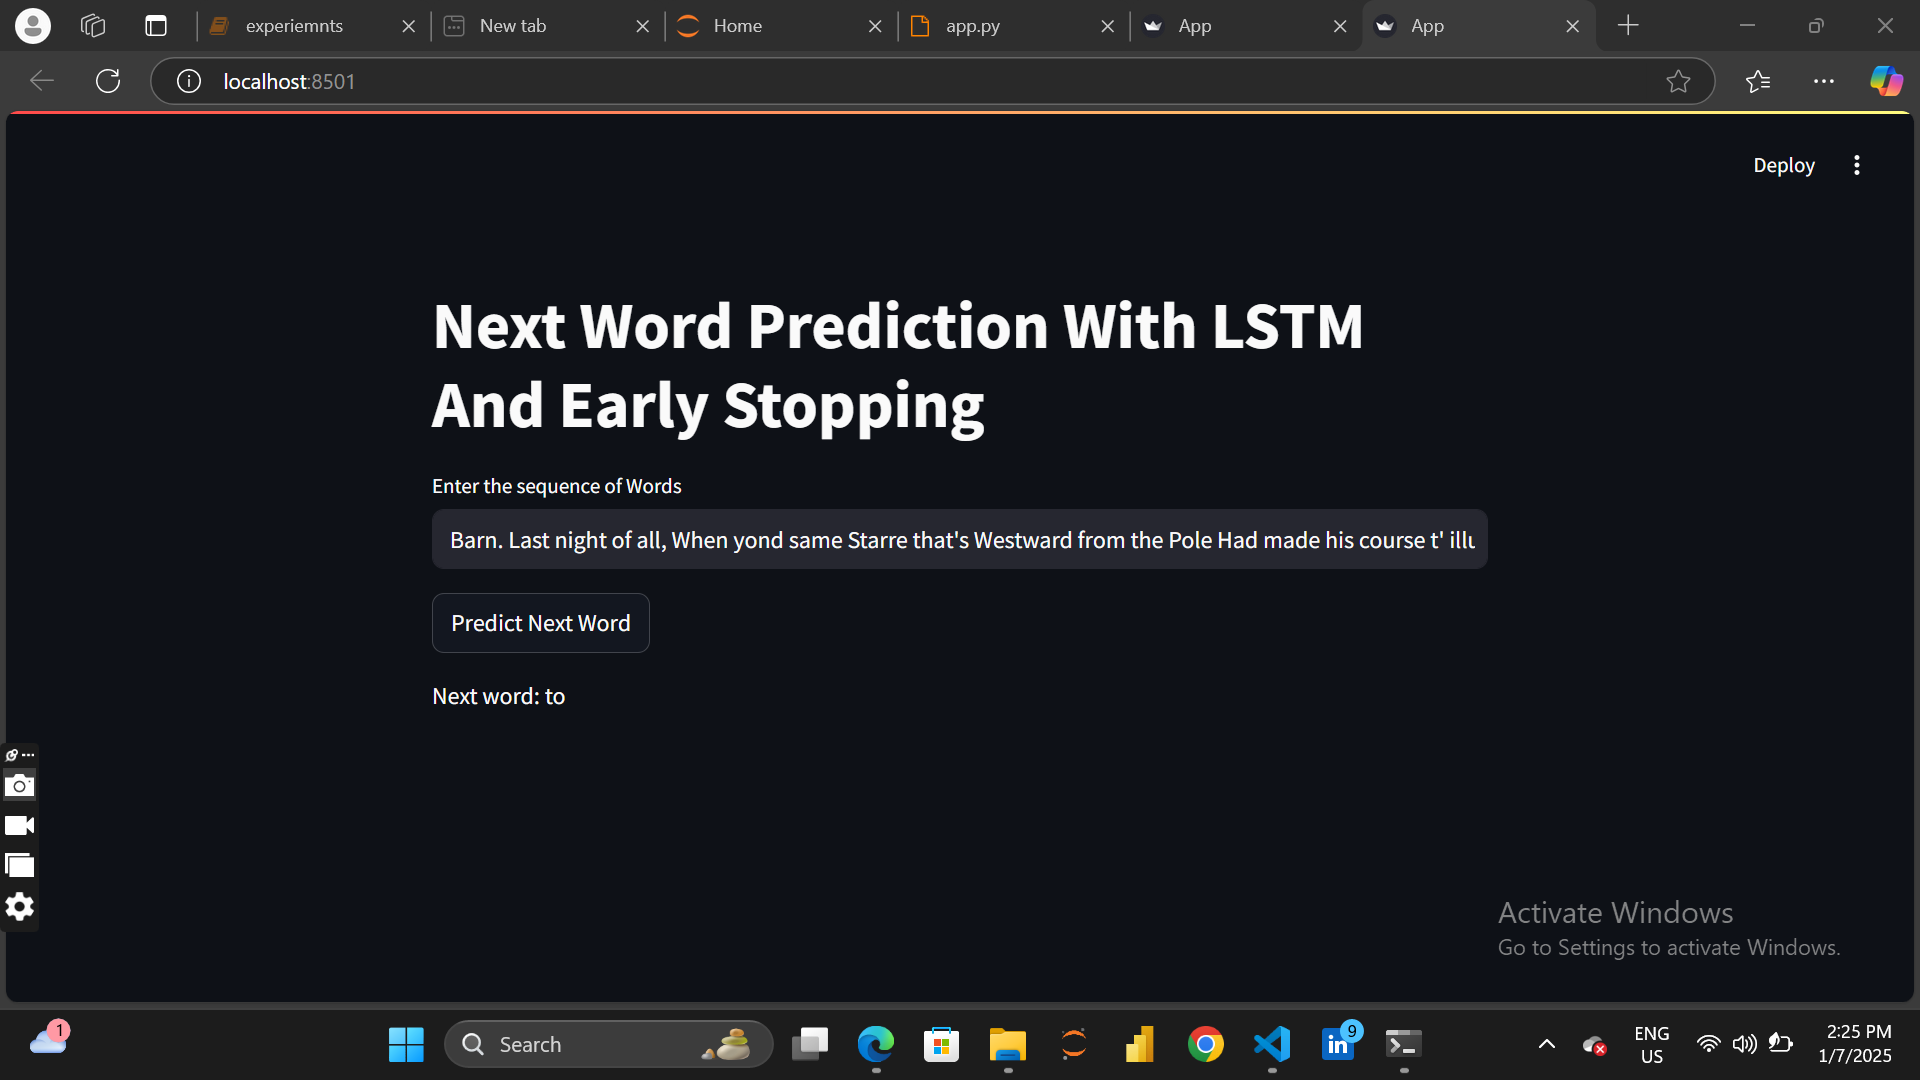 experiemnts
New tab
Home
app.py
App
App
localhost:8501
Deploy
Next Word Prediction With LSTM
And Early Stopping
Enter the sequence of Words
Barn. Last night of all, When yond same Starre that's Westward from the Pole Had made his course t' illu
Predict Next Word
Next word: to
Activate Windows
Go to Settings to activate Windows.
1
Search
in
9
ENG
US
2:25 PM
1/7/2025